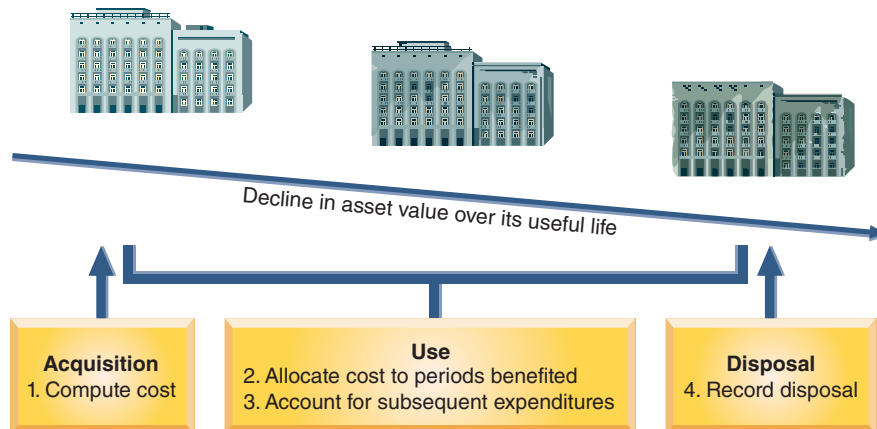 Decline in asset value over its useful life
Acquisition
1. Compute cost
Use
2. Allocate cost to periods benefited
3. Account for subsequent expenditures
Disposal
4. Record disposal